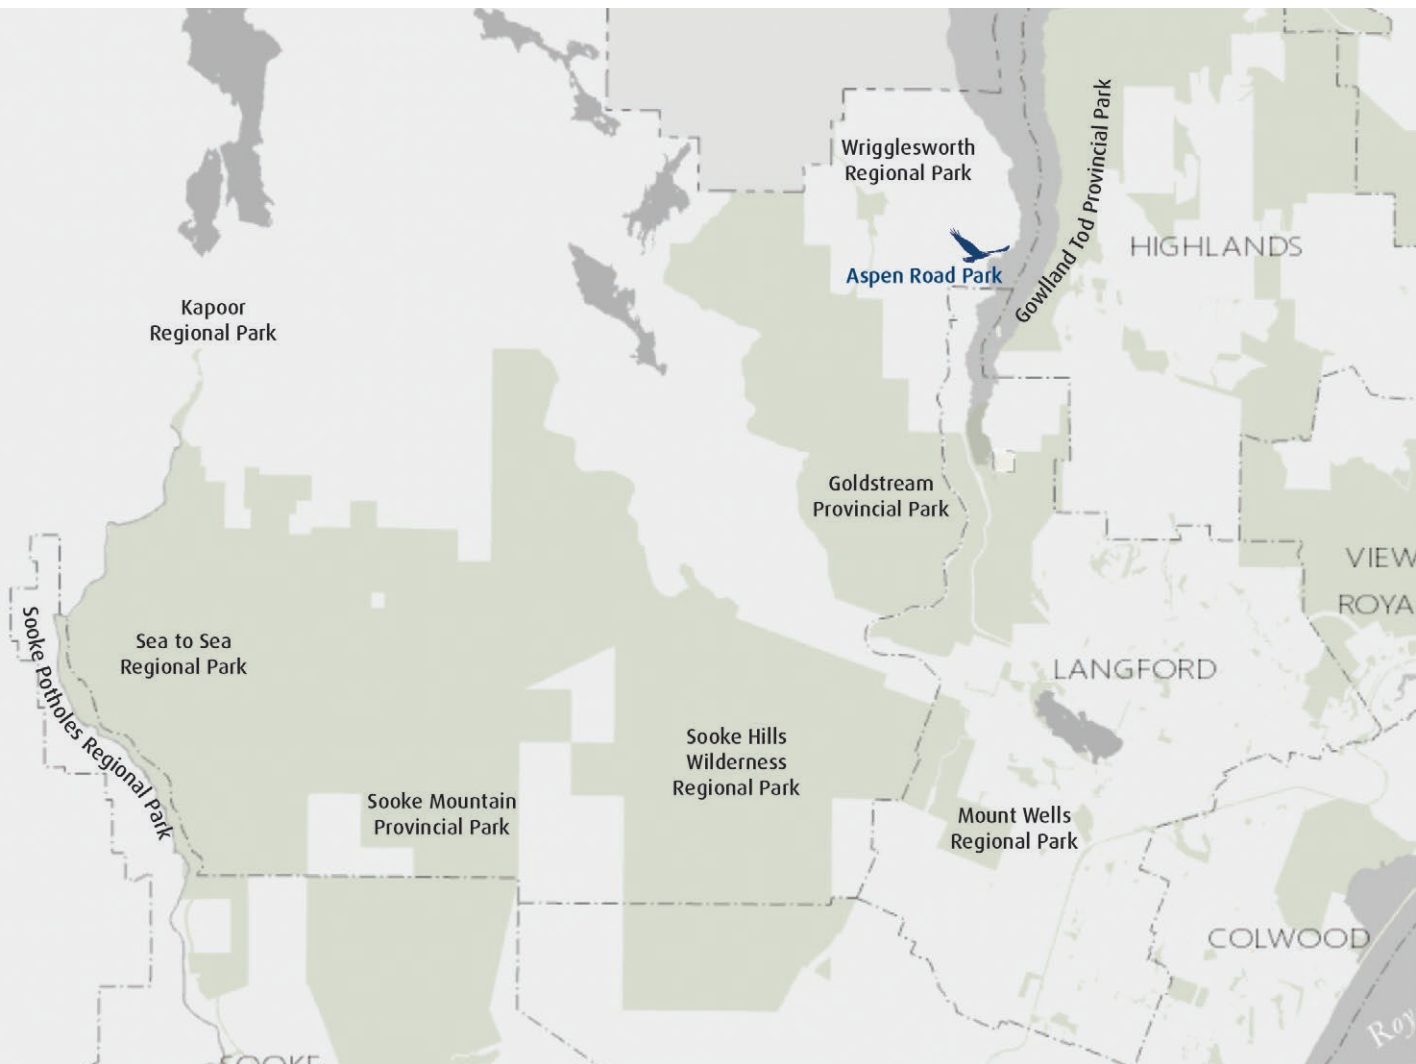 Wrigglesworth
Regional Park
Gowlland Tod Provincial Park
HIGHLANDS
Aspen Road Park
Kapoor
Regional Park
Goldstream
Provincial Park
VIEW
ROYA
Sooke Potholes Regional Park
Sea to Sea
Regional Park
LANGFORD
Sooke Hills
Wilderness
Regional Park
Sooke Mountain
Provincial Park
Mount Wells
Regional Park
COLWOOD
Roy
SOOKE